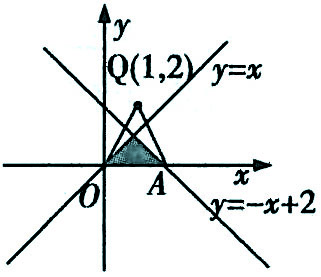 y
Q(1,2)
y=x
O
A
x
y=-x+2